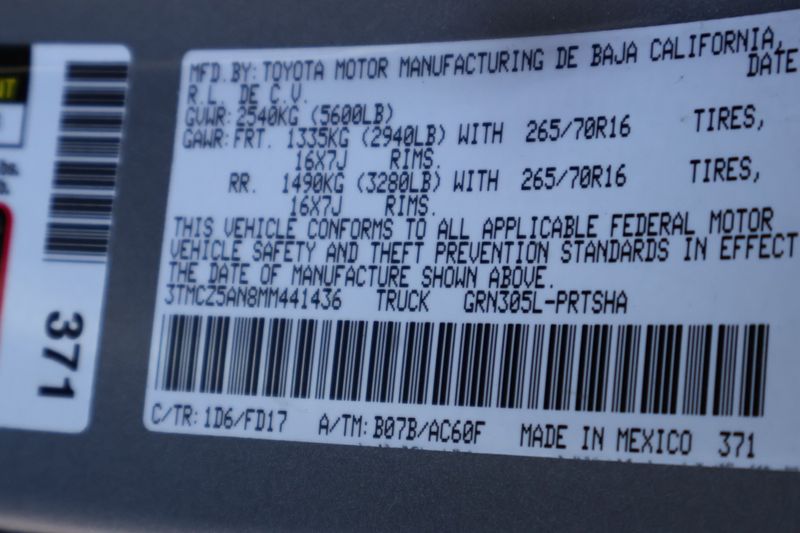 MFD. BY: TOYOTA MOTOR MANUFACTURING DE BAJA CALIFORNIA,
R.L. DE C.V. DATE
GVWR: 2540KG (5600LB)
GAWR: FRT. 1335KG (2940LB) WITH 265/70R16 TIRES,
16X7J RIMS.
RR. 1490KG (3280LB) WITH 265/70R16 TIRES,
16X7J RIMS.
THIS VEHICLE CONFORMS TO ALL APPLICABLE FEDERAL MOTOR
VEHICLE SAFETY AND THEFT PREVENTION STANDARDS IN EFFECT
THE DATE OF MANUFACTURE SHOWN ABOVE.
3TMCZ5AN8MM441436 TRUCK GRN305L-PRTSHA
C/TR: 1D6/FD17 A/TM: B07B/AC60F MADE IN MEXICO 371
371